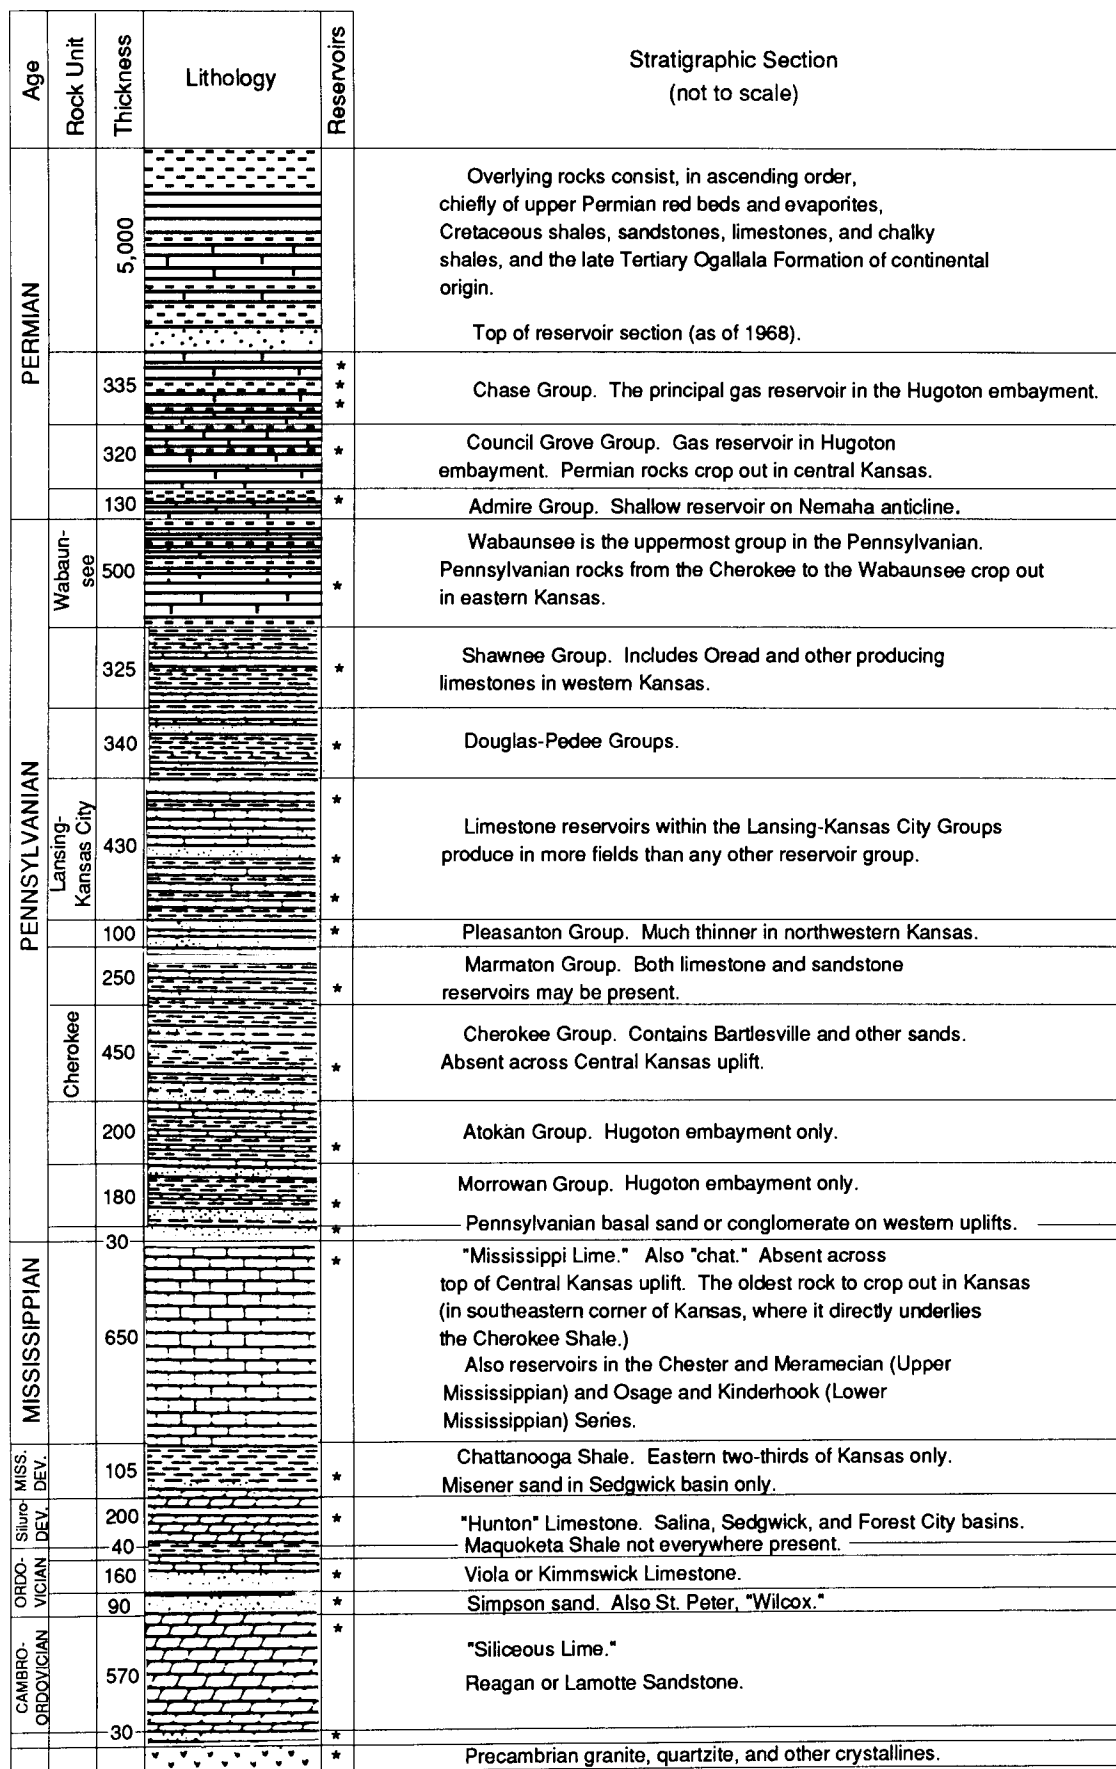 Age
Rock Unit
Thickness
Lithology
Reservoirs
Stratigraphic Section
(not to scale)
PERMIAN
5,000
Overlying rocks consist, in ascending order,
chiefly of upper Permian red beds and evaporites,
Cretaceous shales, sandstones, limestones, and chalky
shales, and the late Tertiary Ogallala Formation of continental
origin.
Top of reservoir section (as of 1968).
335
*
*
*
Chase Group. The principal gas reservoir in the Hugoton embayment.
320
*
Council Grove Group. Gas reservoir in Hugoton
embayment. Permian rocks crop out in central Kansas.
130
*
Admire Group. Shallow reservoir on Nemaha anticline.
PENNSYLVANIAN
Wabaun-
see
500
*
Wabaunsee is the uppermost group in the Pennsylvanian.
Pennsylvanian rocks from the Cherokee to the Wabaunsee crop out
in eastern Kansas.
325
*
Shawnee Group. Includes Oread and other producing
limestones in western Kansas.
340
*
Douglas-Pedee Groups.
Lansing-
Kansas City
430
*
*
*
Limestone reservoirs within the Lansing-Kansas City Groups
produce in more fields than any other reservoir group.
100
*
Pleasanton Group. Much thinner in northwestern Kansas.
250
*
Marmaton Group. Both limestone and sandstone
reservoirs may be present.
Cherokee
450
*
Cherokee Group. Contains Bartlesville and other sands.
Absent across Central Kansas uplift.
200
*
Atokan Group. Hugoton embayment only.
180
*
Morrowan Group. Hugoton embayment only.
30
*
Pennsylvanian basal sand or conglomerate on western uplifts.
MISSISSIPPIAN
650
*
"Mississippi Lime." Also "chat." Absent across
top of Central Kansas uplift. The oldest rock to crop out in Kansas
(in southeastern corner of Kansas, where it directly underlies
the Cherokee Shale.)
Also reservoirs in the Chester and Meramecian (Upper
Mississippian) and Osage and Kinderhook (Lower
Mississippian) Series.
MISS.
DEV.
105
*
Chattanooga Shale. Eastern two-thirds of Kansas only.
Misener sand in Sedgwick basin only.
Siluro-
DEV.
200
*
"Hunton" Limestone. Salina, Sedgwick, and Forest City basins.
40
Maquoketa Shale not everywhere present.
ORDO-
VICIAN
160
*
Viola or Kimmswick Limestone.
90
*
Simpson sand. Also St. Peter, "Wilcox."
CAMBRO-
ORDOVICIAN
570
*
"Siliceous Lime."
Reagan or Lamotte Sandstone.
30
*
*
Precambrian granite, quartzite, and other crystallines.